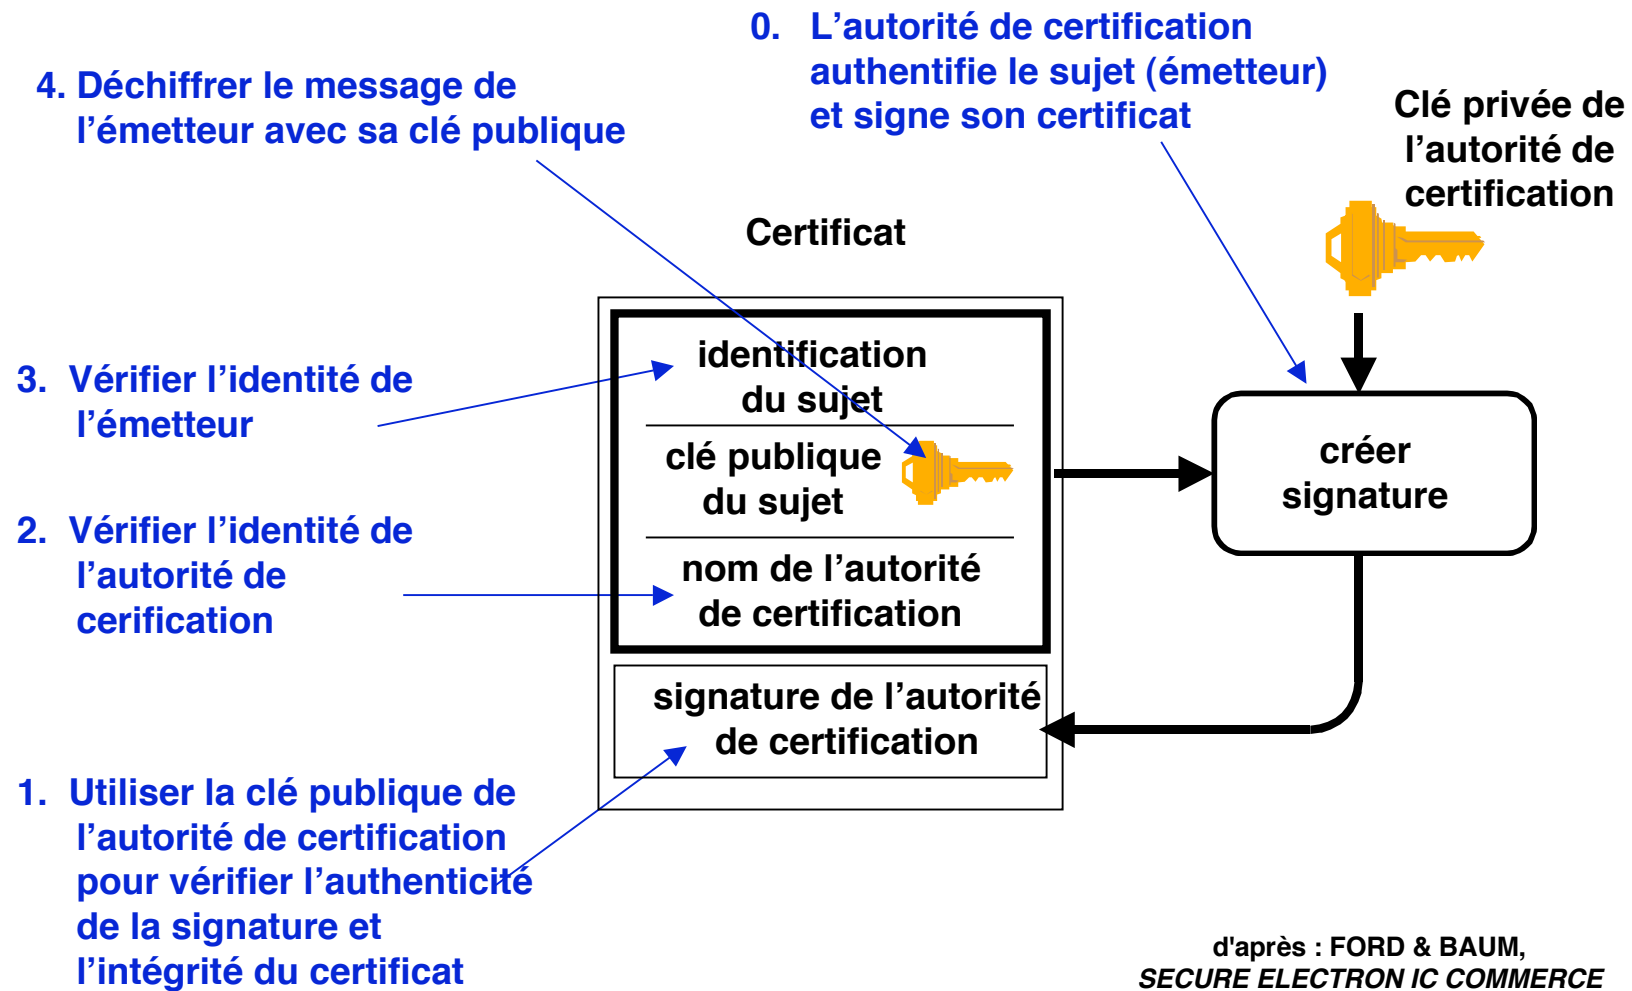 0. L’autorité de certification
authentifie le sujet (émetteur)
et signe son certificat
4. Déchiffrer le message de
l’émetteur avec sa clé publique
Clé privée de
l’autorité de
certification
Certificat
identification
du sujet
3. Vérifier l’identité de
l’émetteur
clé publique
du sujet
créer
signature
2. Vérifier l’identité de
l’autorité de
cerification
nom de l’autorité
de certification
signature de l’autorité
de certification
1. Utiliser la clé publique de
l’autorité de certification
pour vérifier l’authenticité
de la signature et
l’intégrité du certificat
d'après : FORD & BAUM,
SECURE ELECTRON IC COMMERCE